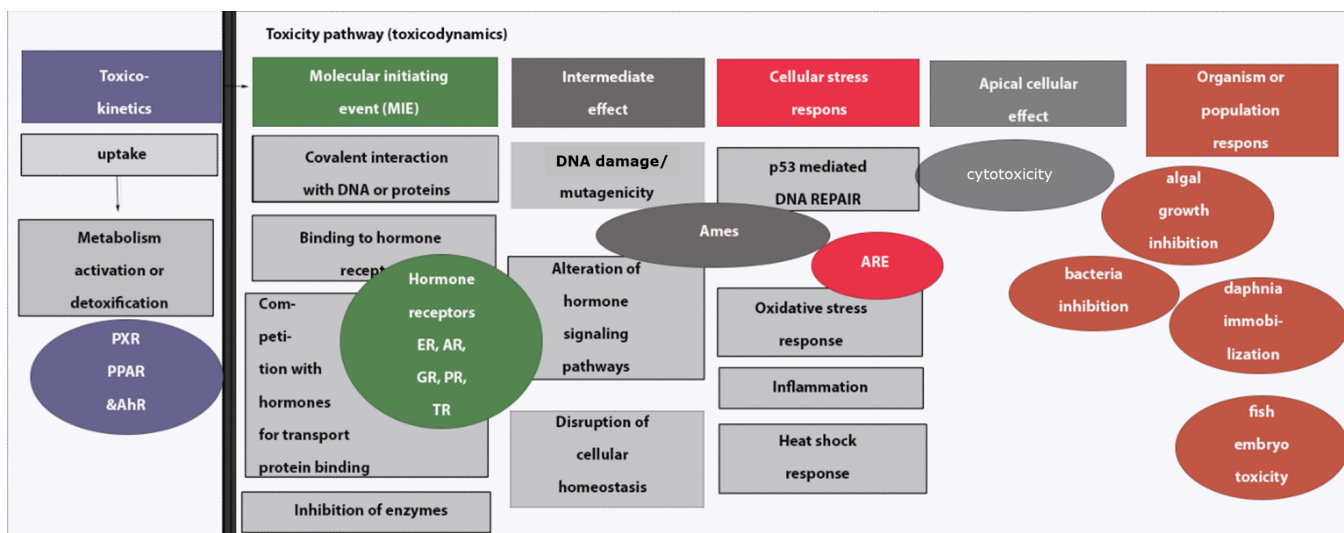 Toxicity pathway (toxicodynamics)
Toxico-
kinetics
uptake
Metabolism
activation or
detoxification
PXR
PPAR
&AhR
Molecular initiating
event (MIE)
Covalent interaction
with DNA or proteins
Binding to hormone
recept
Com-
peti-
tion with
hormones
for transport
protein binding
Inhibition of enzymes
Hormone
receptors
ER, AR,
GR, PR,
TR
Intermediate
effect
DNA damage/
mutagenicity
Ames
Alteration of
hormone
signaling
pathways
Disruption of
cellular
homeostasis
Cellular stress
respons
p53 mediated
DNA REPAIR
ARE
Oxidative stress
response
Inflammation
Heat shock
response
Apical cellular
effect
cytotoxicity
Organism or
population
respons
algal
growth
inhibition
bacteria
inhibition
daphnia
immobi-
lization
fish
embryo
toxicity